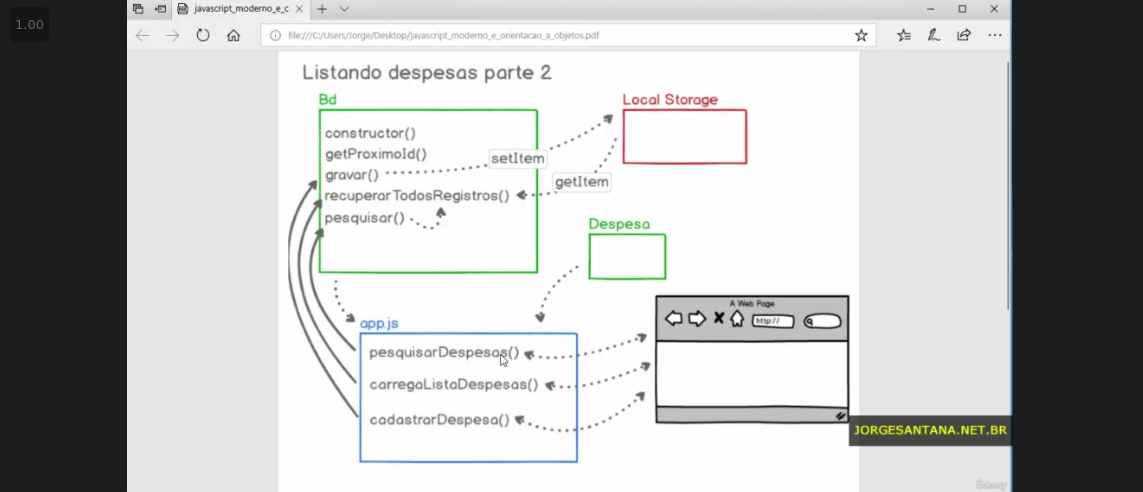 1.00
javascript_moderno_e_c
file:///C:/Users/Jorge/Desktop/javascript_moderno_e_orientacao_a_objetos.pdf
Listando despesas parte 2
Bd
Local Storage
constructor()
getProximoId()
setItem
gravar()
getItem
recuperarTodosRegistros()
pesquisar()
Despesa
A Web Page
http://
app.js
pesquisarDespesas()
carregaListaDespesas()
cadastrarDespesa()
JORGESANTANA.NET.BR
Udemy